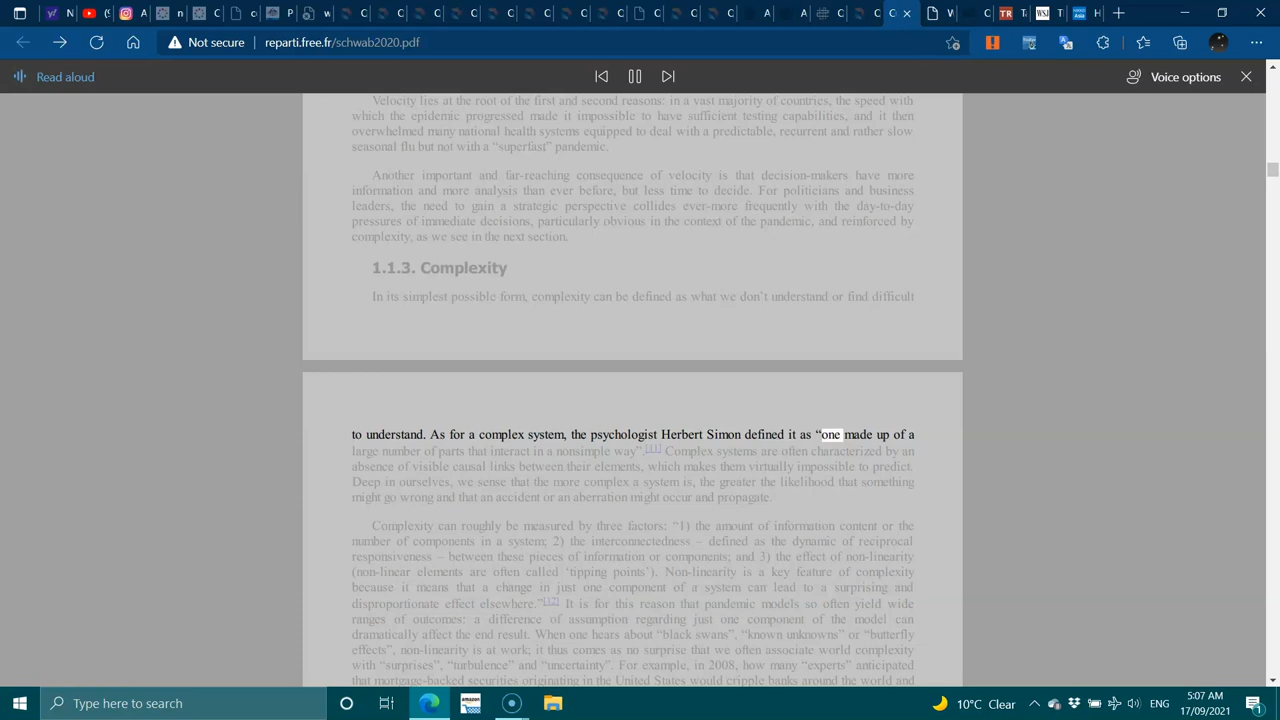 Not secure
reparti.free.fr/schwab2020.pdf
Read aloud
Voice options
Velocity lies at the root of the first and second reasons: in a vast majority of countries, the speed with
which the epidemic progressed made it impossible to have sufficient testing capabilities, and it then
overwhelmed many national health systems equipped to deal with a predictable, recurrent and rather slow
seasonal flu but not with a “superfast” pandemic.
Another important and far-reaching consequence of velocity is that decision-makers have more
information and more analysis than ever before, but less time to decide. For politicians and business
leaders, the need to gain a strategic perspective collides ever-more frequently with the day-to-day
pressures of immediate decisions, particularly obvious in the context of the pandemic, and reinforced by
complexity, as we see in the next section.
1.1.3. Complexity
In its simplest possible form, complexity can be defined as what we don’t understand or find difficult
to understand. As for a complex system, the psychologist Herbert Simon defined it as “one made up of a
large number of parts that interact in a nonsimple way”.[11] Complex systems are often characterized by an
absence of visible causal links between their elements, which makes them virtually impossible to predict.
Deep in ourselves, we sense that the more complex a system is, the greater the likelihood that something
might go wrong and that an accident or an aberration might occur and propagate.
Complexity can roughly be measured by three factors: “1) the amount of information content or the
number of components in a system; 2) the interconnectedness – defined as the dynamic of reciprocal
responsiveness – between these pieces of information or components; and 3) the effect of non-linearity
(non-linear elements are often called ‘tipping points’). Non-linearity is a key feature of complexity
because it means that a change in just one component of a system can lead to a surprising and
disproportionate effect elsewhere.”[12] It is for this reason that pandemic models so often yield wide
ranges of outcomes: a difference of assumption regarding just one component of the model can
dramatically affect the end result. When one hears about “black swans”, “known unknowns” or “butterfly
effects”, non-linearity is at work; it thus comes as no surprise that we often associate world complexity
with “surprises”, “turbulence” and “uncertainty”. For example, in 2008, how many “experts” anticipated
that mortgage-backed securities originating in the United States would cripple banks around the world and
Type here to search
10°C Clear
ENG
5:07 AM
17/09/2021